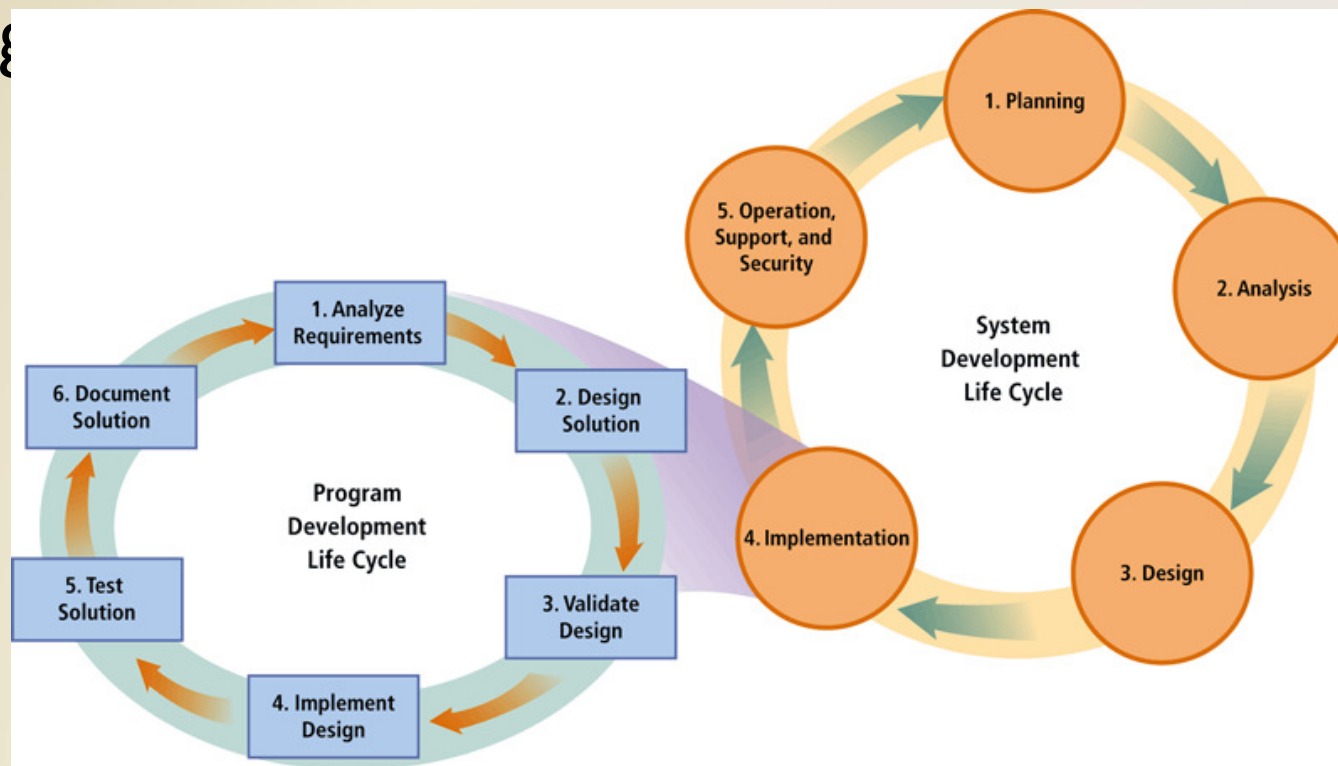 g
1. Planning
5. Operation,
Support, and
Security
2. Analysis
System
Development
Life Cycle
4. Implementation
3. Design
1. Analyze
Requirements
2. Design
Solution
6. Document
Solution
Program
Development
Life Cycle
5. Test
Solution
3. Validate
Design
4. Implement
Design